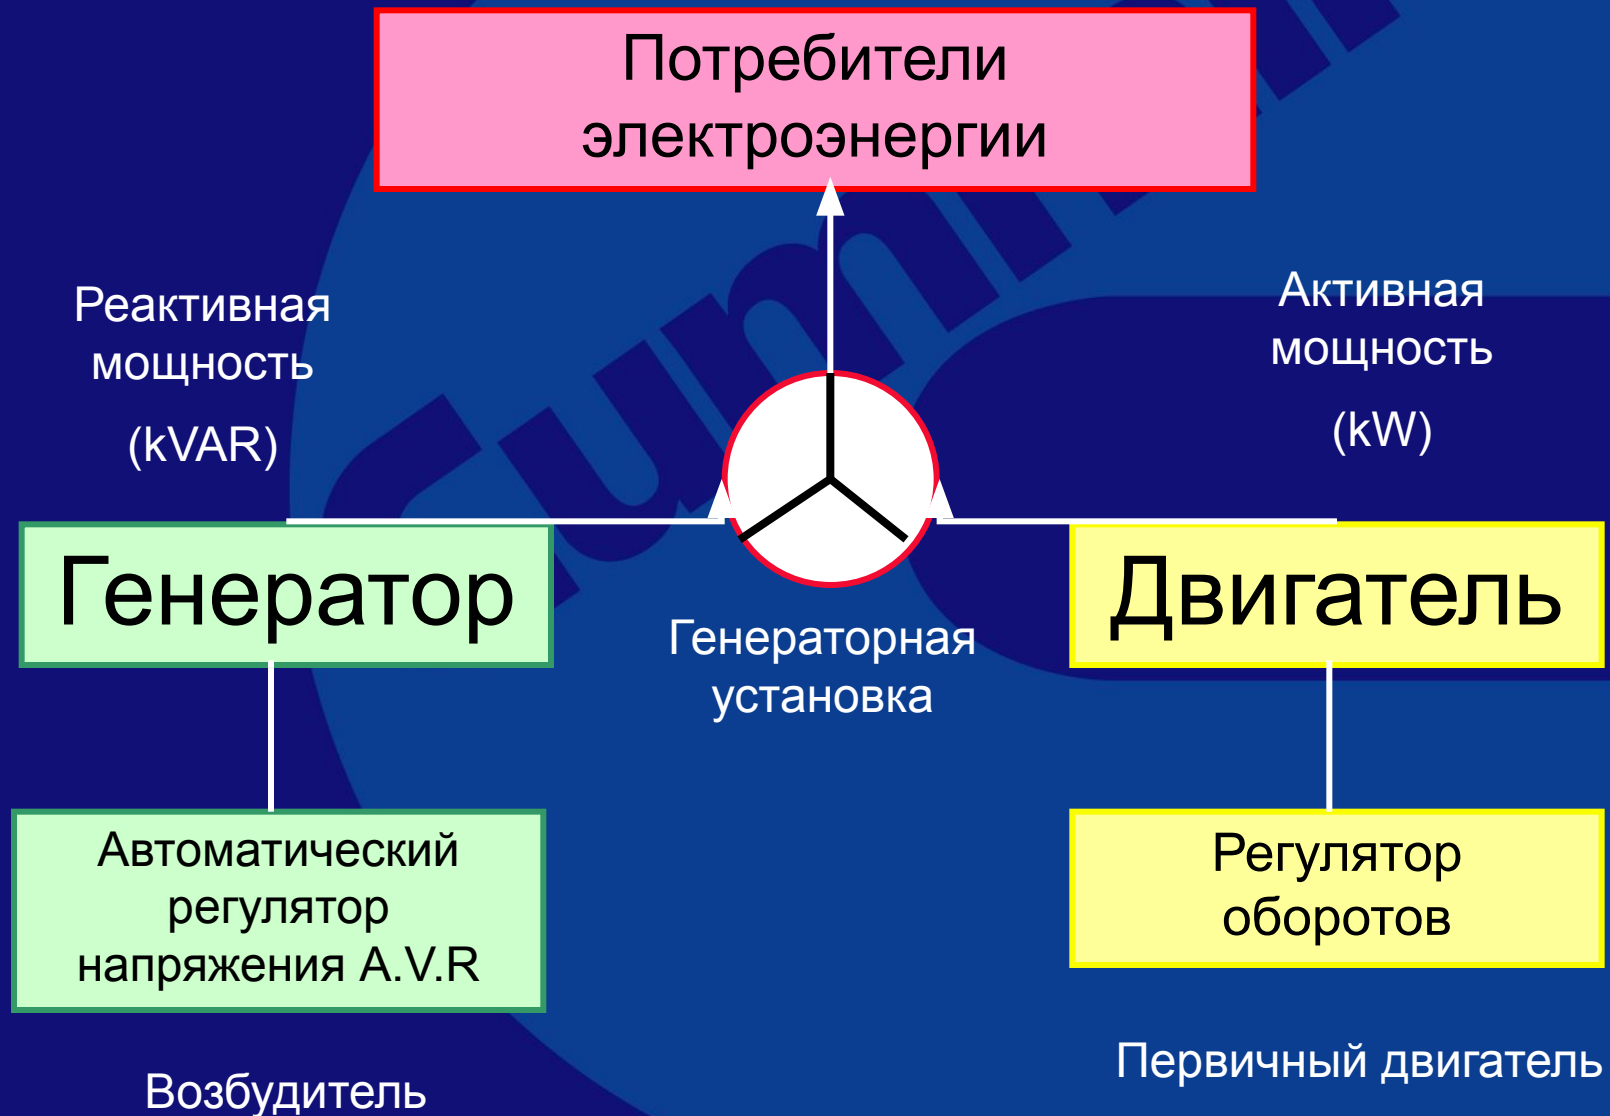 Потребители
электроэнергии
Реактивная
мощность
(kVAR)
Активная
мощность
(kW)
Генератор
Двигатель
Генераторная
установка
Автоматический
регулятор
напряжения A.V.R
Регулятор
оборотов
Возбудитель
Первичный двигатель